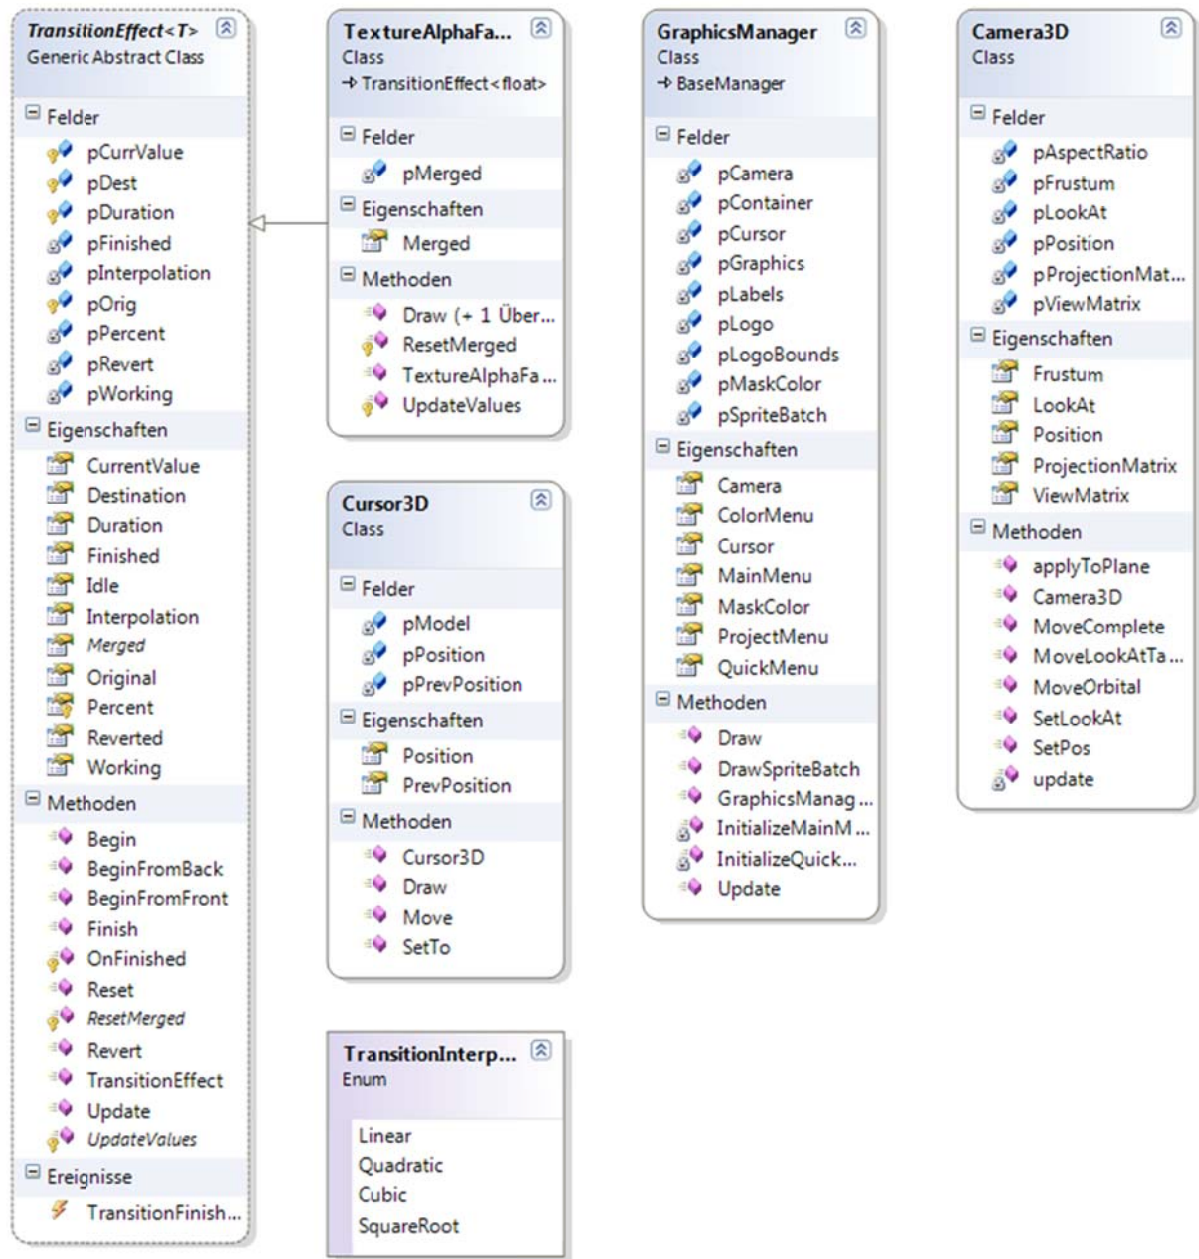 TransitionEffect<T>
Generic Abstract Class
Felder
pCurrValue
pDest
pDuration
pFinished
pInterpolation
pOrig
pPercent
pRevert
pWorking
Eigenschaften
CurrentValue
Destination
Duration
Finished
Idle
Interpolation
Merged
Original
Percent
Reverted
Working
Methoden
Begin
BeginFromBack
BeginFromFront
Finish
OnFinished
Reset
ResetMerged
Revert
TransitionEffect
Update
UpdateValues
Ereignisse
TransitionFinish...
TextureAlphaFa...
Class
TransitionEffect<float>
Felder
pMerged
Eigenschaften
Merged
Methoden
Draw (+ 1 Über...
ResetMerged
TextureAlphaFa...
UpdateValues
Cursor3D
Class
Felder
pModel
pPosition
pPrevPosition
Eigenschaften
Position
PrevPosition
Methoden
Cursor3D
Draw
Move
SetTo
TransitionInterp...
Enum
Linear
Quadratic
Cubic
SquareRoot
GraphicsManager
Class
BaseManager
Felder
pCamera
pContainer
pCursor
pGraphics
pLabels
pLogo
pLogoBounds
pMaskColor
pSpriteBatch
Eigenschaften
Camera
ColorMenu
Cursor
MainMenu
MaskColor
ProjectMenu
QuickMenu
Methoden
Draw
DrawSpriteBatch
GraphicsManag...
InitializeMainM...
InitializeQuick...
Update
Camera3D
Class
Felder
pAspectRatio
pFrustum
pLookAt
pPosition
pProjectionMat...
pViewMatrix
Eigenschaften
Frustum
LookAt
Position
ProjectionMatrix
ViewMatrix
Methoden
applyToPlane
Camera3D
MoveComplete
MoveLookAtTa...
MoveOrbital
SetLookAt
SetPos
update